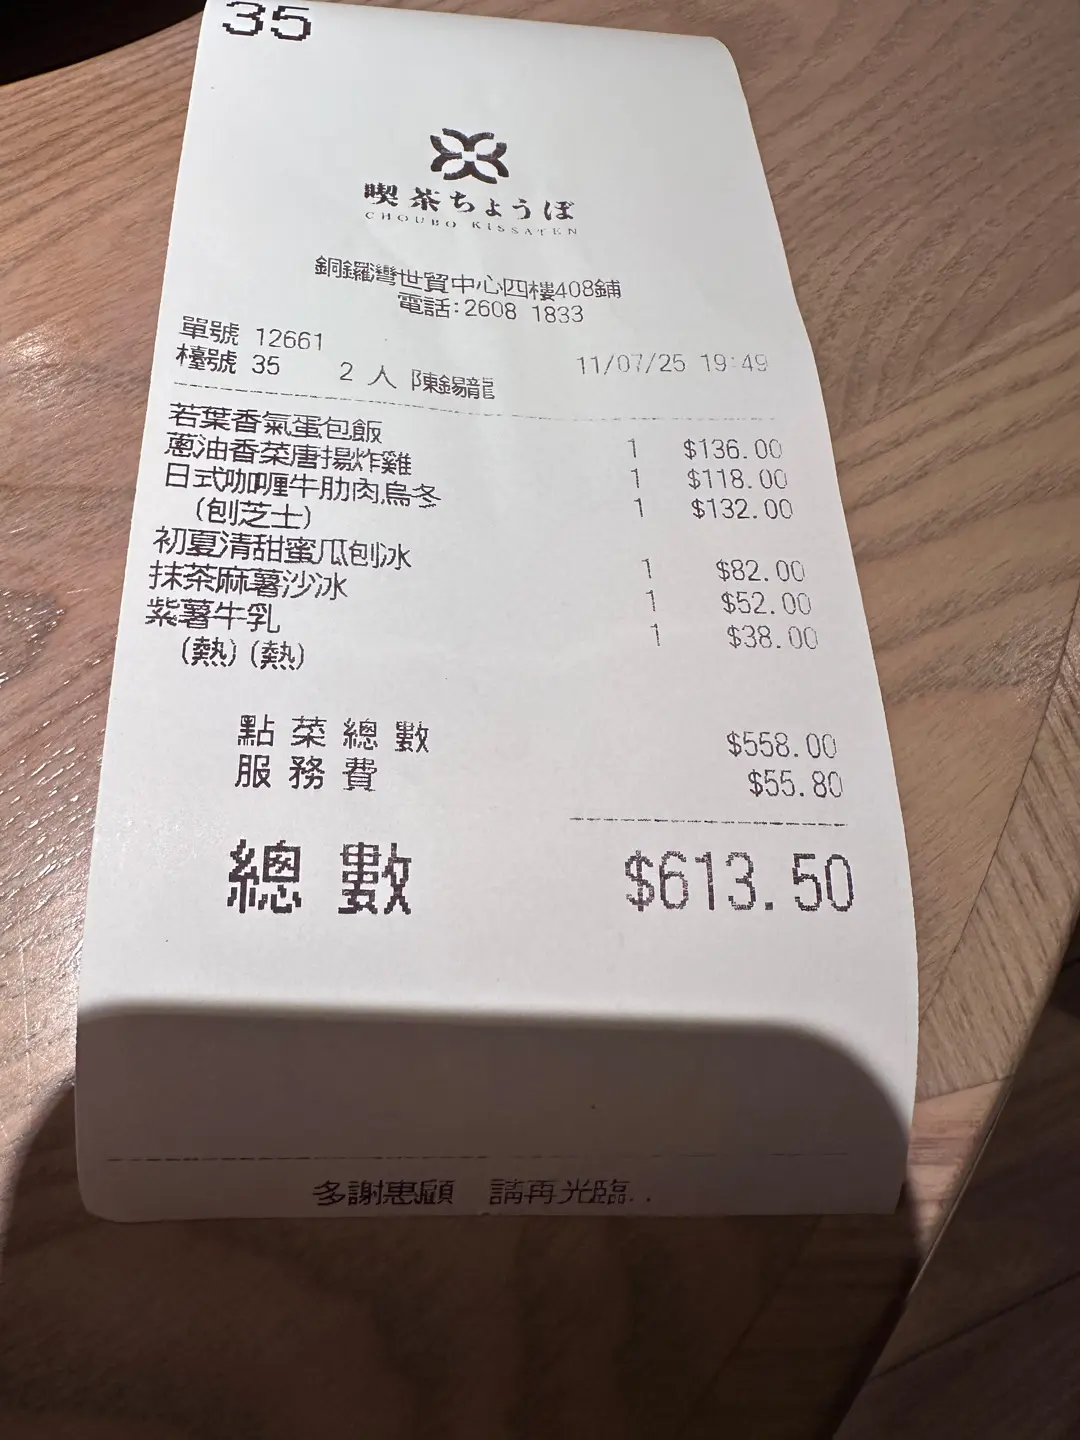 35
喫茶ちょうぼ
CHOUBO KISSATEN
銅鑼灣世貿中心四樓408鋪
電話:2608 1833
單號 12661
檯號 35 2 人 陳錫龍 11/07/25 19:49
若葉香氣蛋包飯 1 $136.00
蔥油香菜唐揚炸雞 1 $118.00
日式咖喱牛肋肉烏冬 1 $132.00
(刨芝士)
初夏清甜蜜瓜刨冰 1 $82.00
抹茶麻薯沙冰 1 $52.00
紫薯牛乳 1 $38.00
(熱)(熱)
點菜總數 $558.00
服務費 $55.80
總數 $613.50
多謝惠顧 請再光臨..